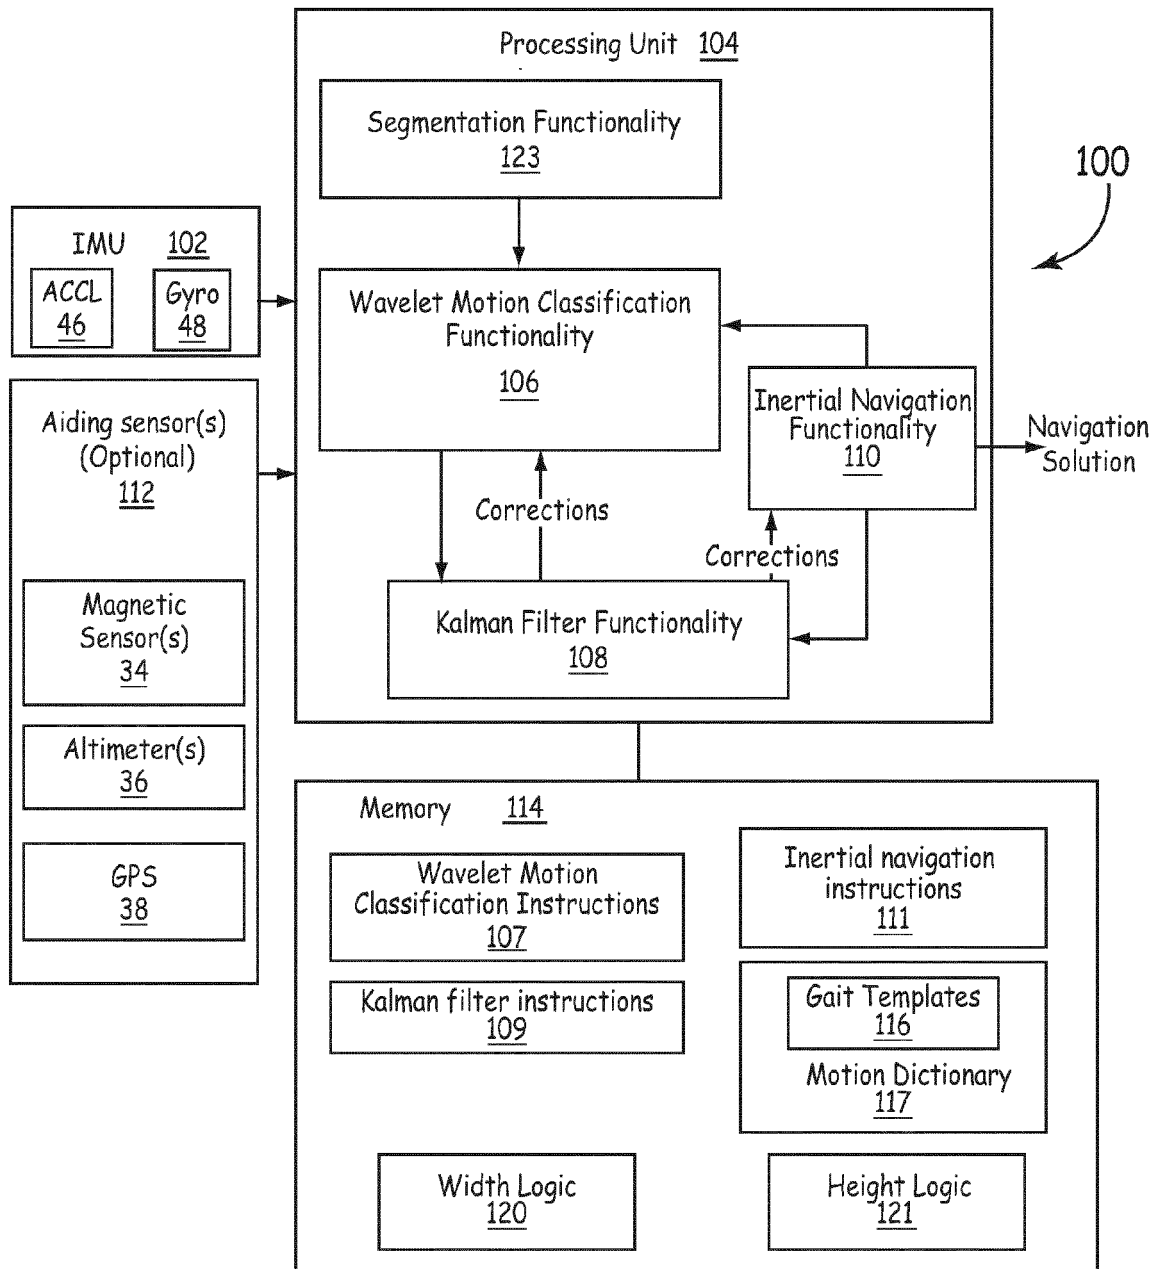 Processing Unit 104
Segmentation Functionality
123
100
IMU 102
ACCL
46
Gyro
48
Wavelet Motion Classification
Functionality
106
Aiding sensor(s)
(Optional)
112
Inertial Navigation
Functionality
110
Navigation
Solution
Corrections
Corrections
Kalman Filter Functionality
108
Magnetic
Sensor(s)
34
Altimeter(s)
36
GPS
38
Memory 114
Wavelet Motion
Classification Instructions
107
Inertial navigation
instructions
111
Kalman filter instructions
109
Gait Templates
116
Motion Dictionary
117
Width Logic
120
Height Logic
121